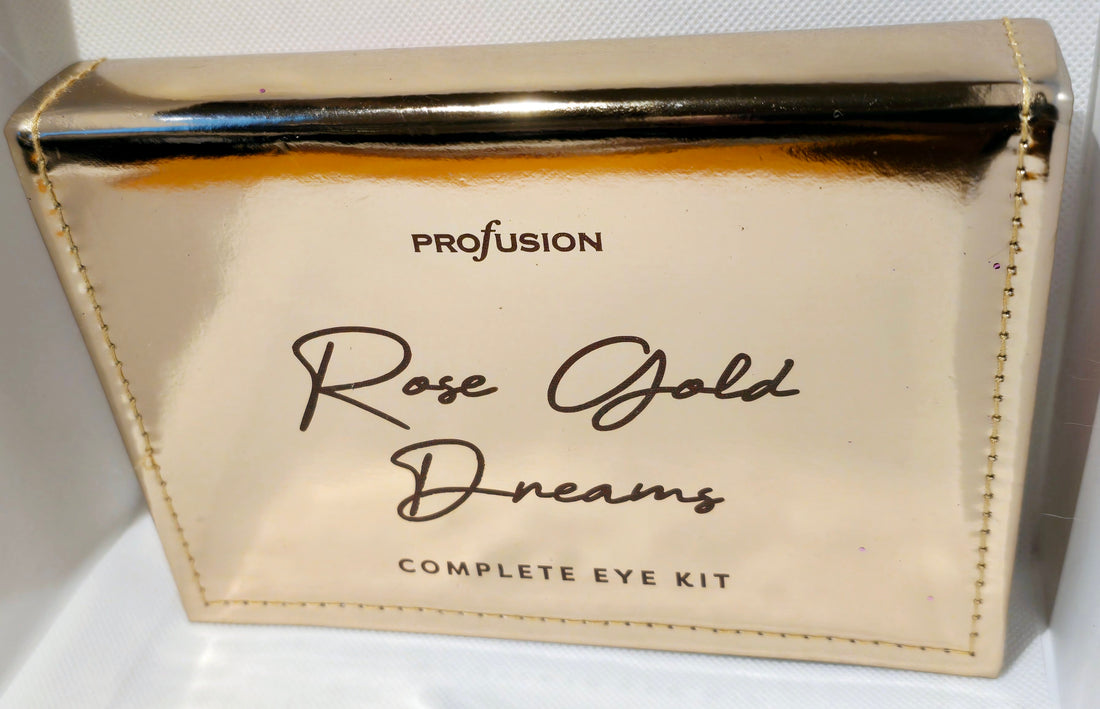 PROfUSION
Rose Gold
Dreams
COMPLETE EYE KIT